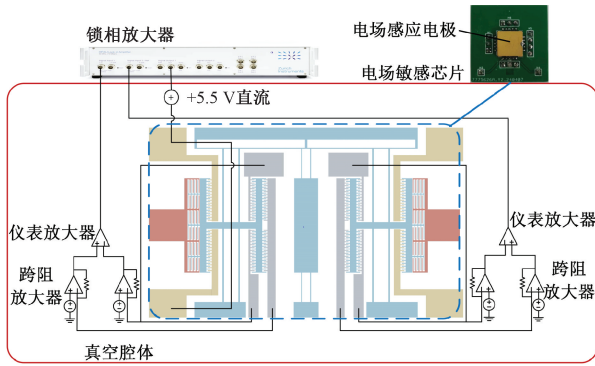 锁相放大器
电场感应电极
电场敏感芯片
+
+5.5 V直流
仪表放大器
跨阻
放大器
仪表放大器
跨阻
放大器
真空腔体